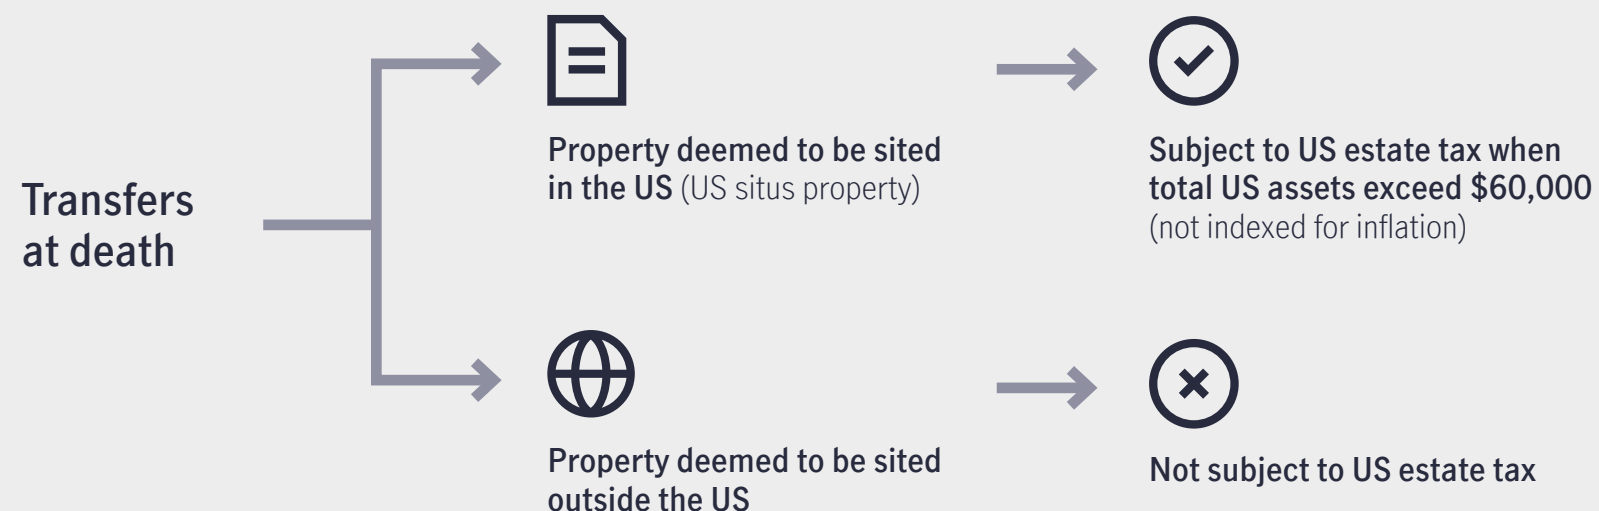 Transfers
at death
Property deemed to be sited
in the US (US situs property)
Subject to US estate tax when
total US assets exceed $60,000
(not indexed for inflation)
Property deemed to be sited
outside the US
Not subject to US estate tax